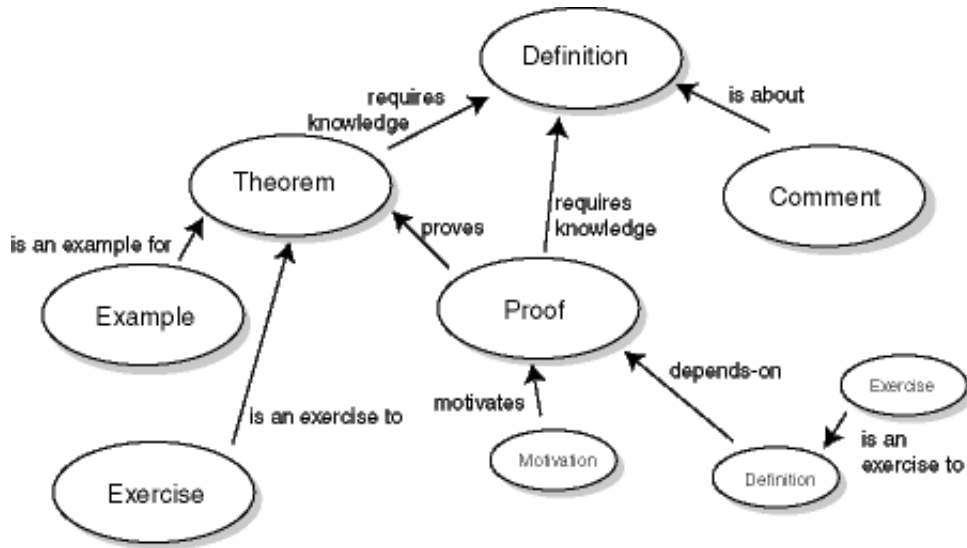 Definition
requires
knowledge
is about
Theorem
Comment
requires
knowledge
proves
is an example for
Example
Proof
depends-on
Exercise
motivates
is an exercise to
is an
exercise to
Motivation
Definition
Exercise